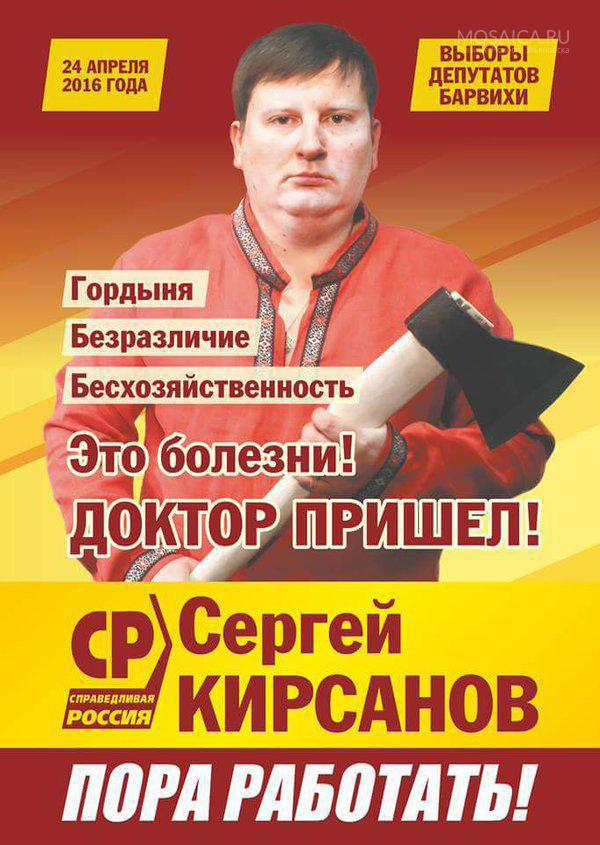 MOSAICA.RU
24 АПРЕЛЯ
2016 ГОДА
ВЫБОРЫ
ДЕПУТАТОВ
БАРВИХИ
Гордыня
Безразличие
Бесхозяйственность
Это болезни!
ДОКТОР ПРИШЕЛ!
СР
СПРАВЕДЛИВАЯ
РОССИЯ
Сергей
КИРСАНОВ
ПОРА РАБОТАТЬ!